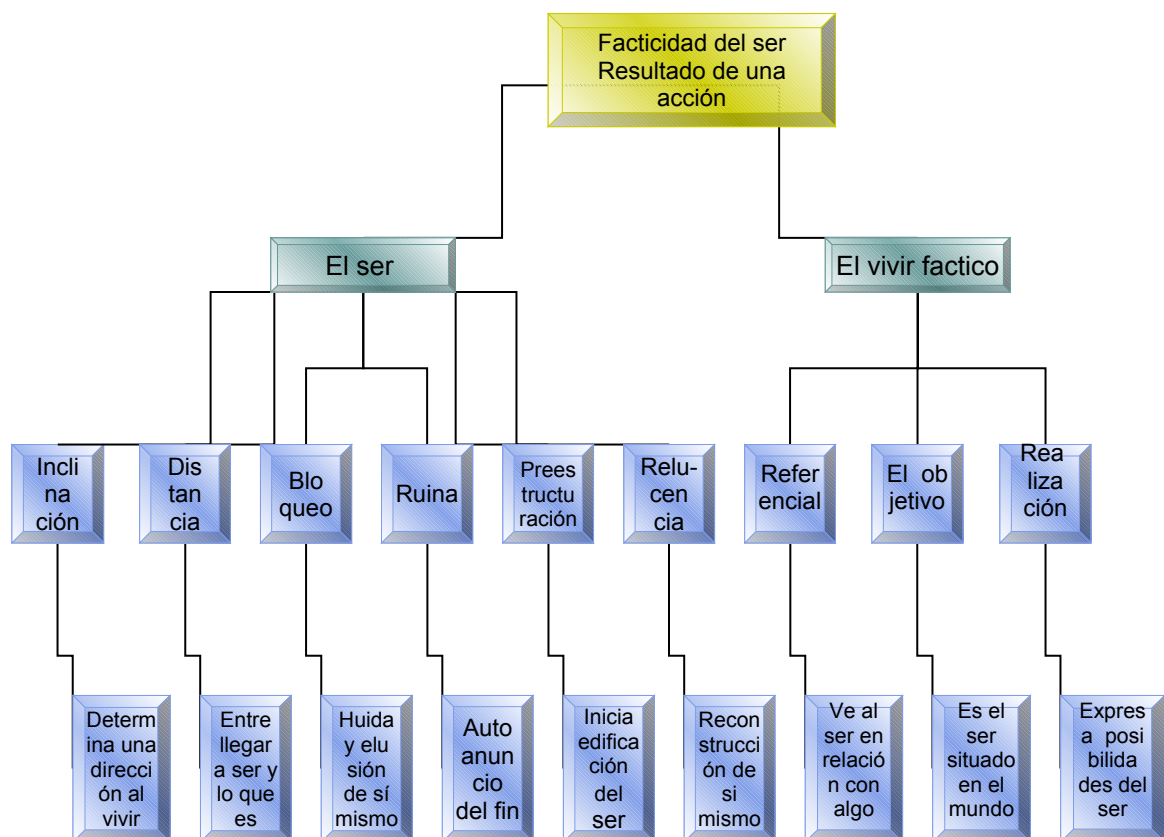 Facticidad del ser
Resultado de una
acción
El ser
El vivir factico
Incli
na
ción
Dis
tan
cia
Blo
queo
Ruina
Prees
tructu
ración
Relu-
cen
cia
Refer
encial
El ob
jetivo
Rea
liza
ción
Determ
ina una
direcci
ón al
vivir
Entre
llegar
a ser y
lo que
es
Huida
y elu
sión
de sí
mismo
Auto
anun
cio
del fin
Inicia
edifica
ción
del
ser
Recon
strucci
ón de
si
mismo
Ve al
ser en
relació
n con
algo
Es el
ser
situado
en el
mundo
Expres
a posi
bilida
des del
ser